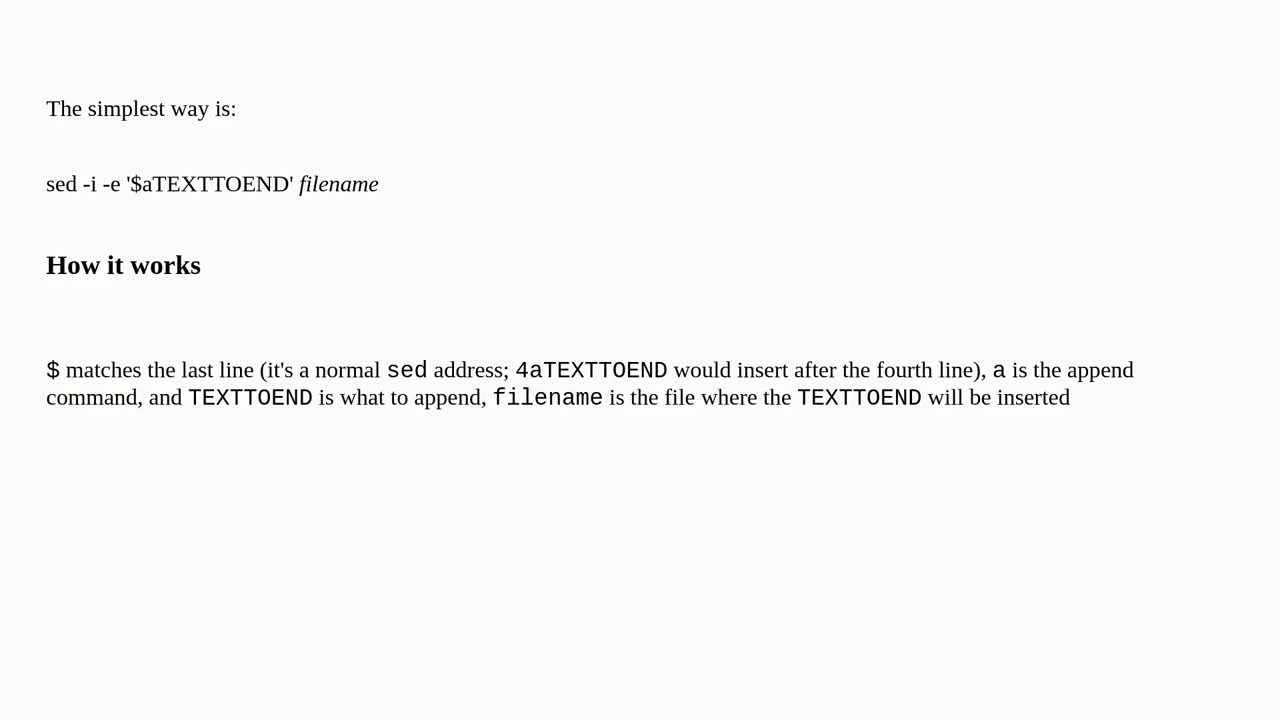 The simplest way is:
sed -i -e '$aTEXTTOEND' filename
How it works
$ matches the last line (it's a normal sed address; 4aTEXTTOEND would insert after the fourth line), a is the append
command, and TEXTTOEND is what to append, filename is the file where the TEXTTOEND will be inserted